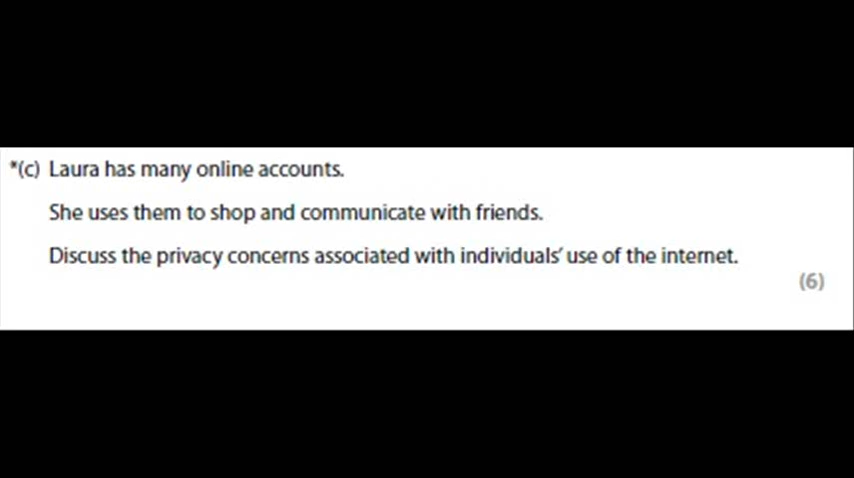 *(c) Laura has many online accounts.
She uses them to shop and communicate with friends.
Discuss the privacy concerns associated with individuals' use of the internet.
(6)